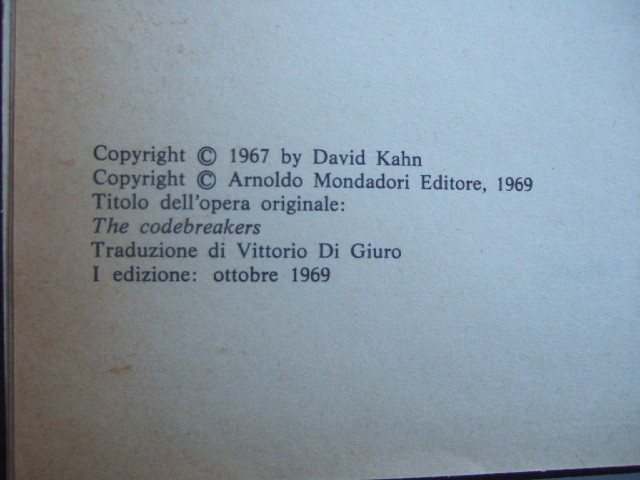 Copyright © 1967 by David Kahn
Copyright © Arnoldo Mondadori Editore, 1969
Titolo dell'opera originale:
The codebreakers
Traduzione di Vittorio Di Giuro
I edizione: ottobre 1969